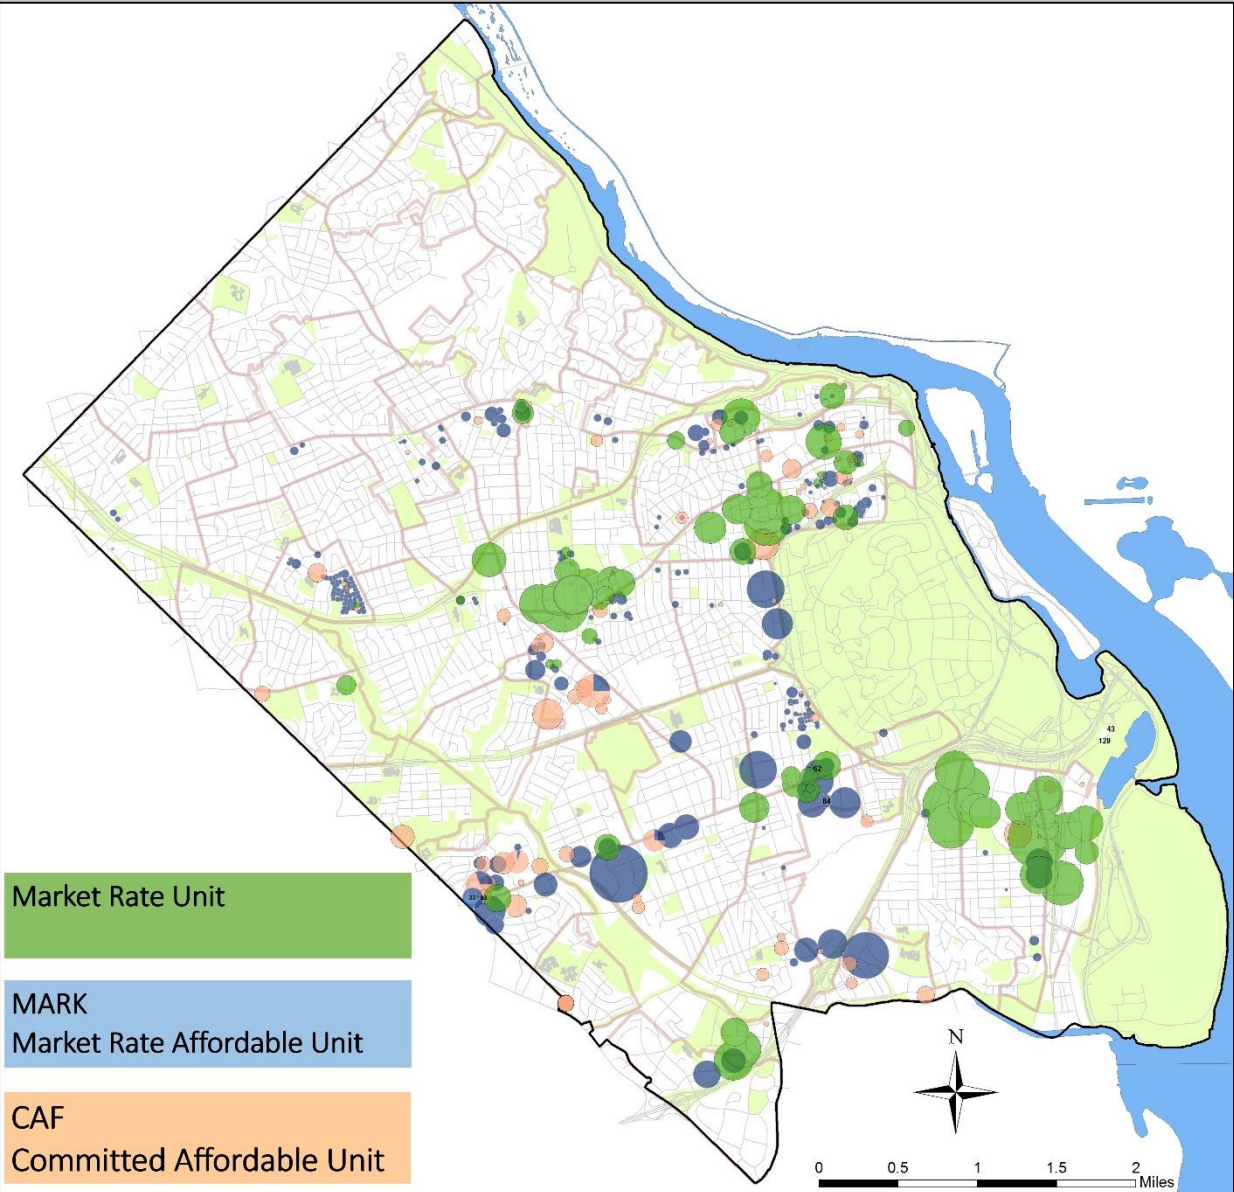 43
129
62
84
33
Market Rate Unit
MARK
Market Rate Affordable Unit
CAF
Committed Affordable Unit
N
0 0.5 1 1.5 2
Miles